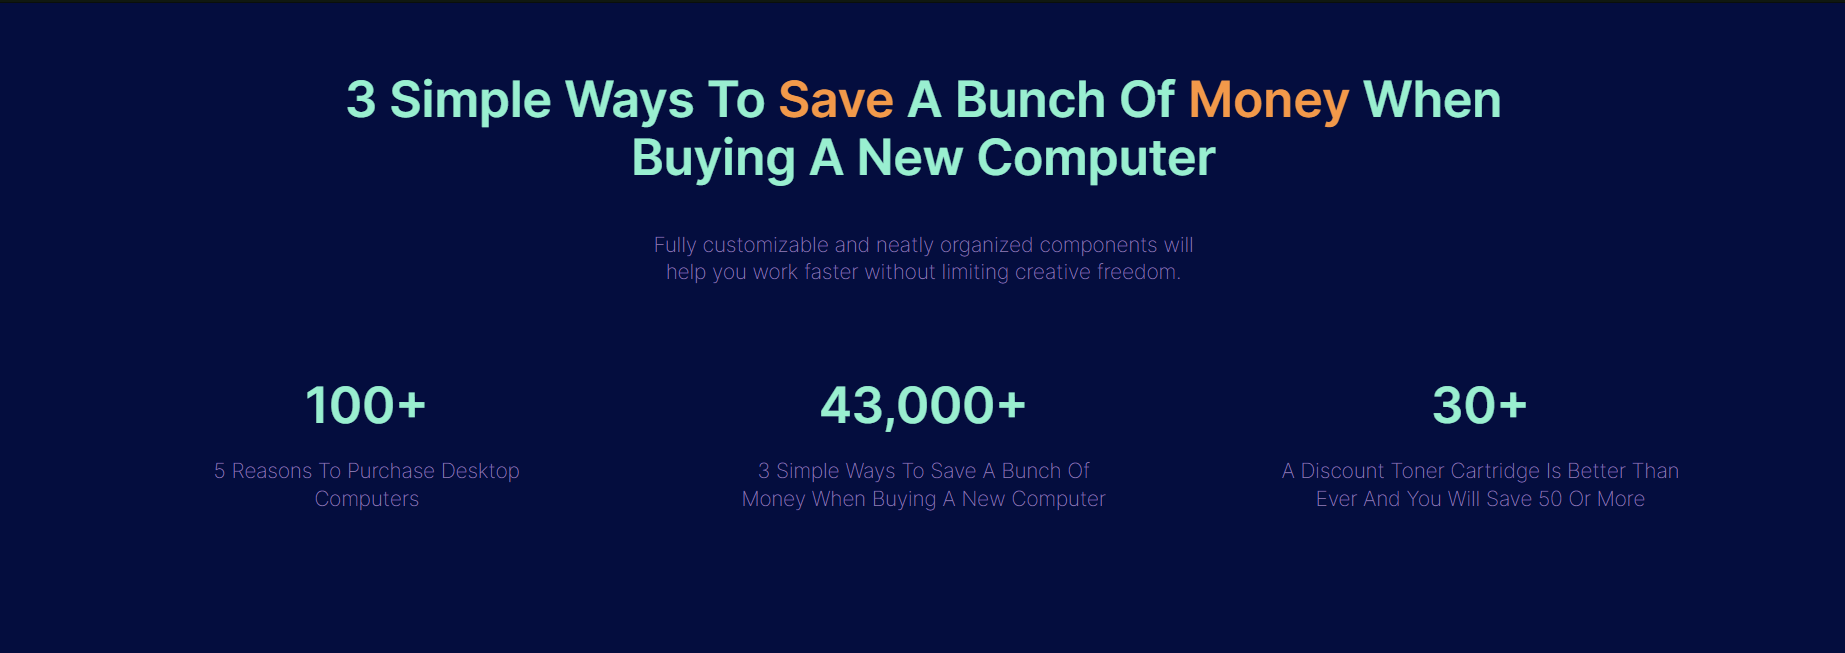 3 Simple Ways To Save A Bunch Of Money When
Buying A New Computer
Fully customizable and neatly organized components will
help you work faster without limiting creative freedom.
100+
5 Reasons To Purchase Desktop
Computers
43,000+
3 Simple Ways To Save A Bunch Of
Money When Buying A New Computer
30+
A Discount Toner Cartridge Is Better Than
Ever And You Will Save 50 Or More